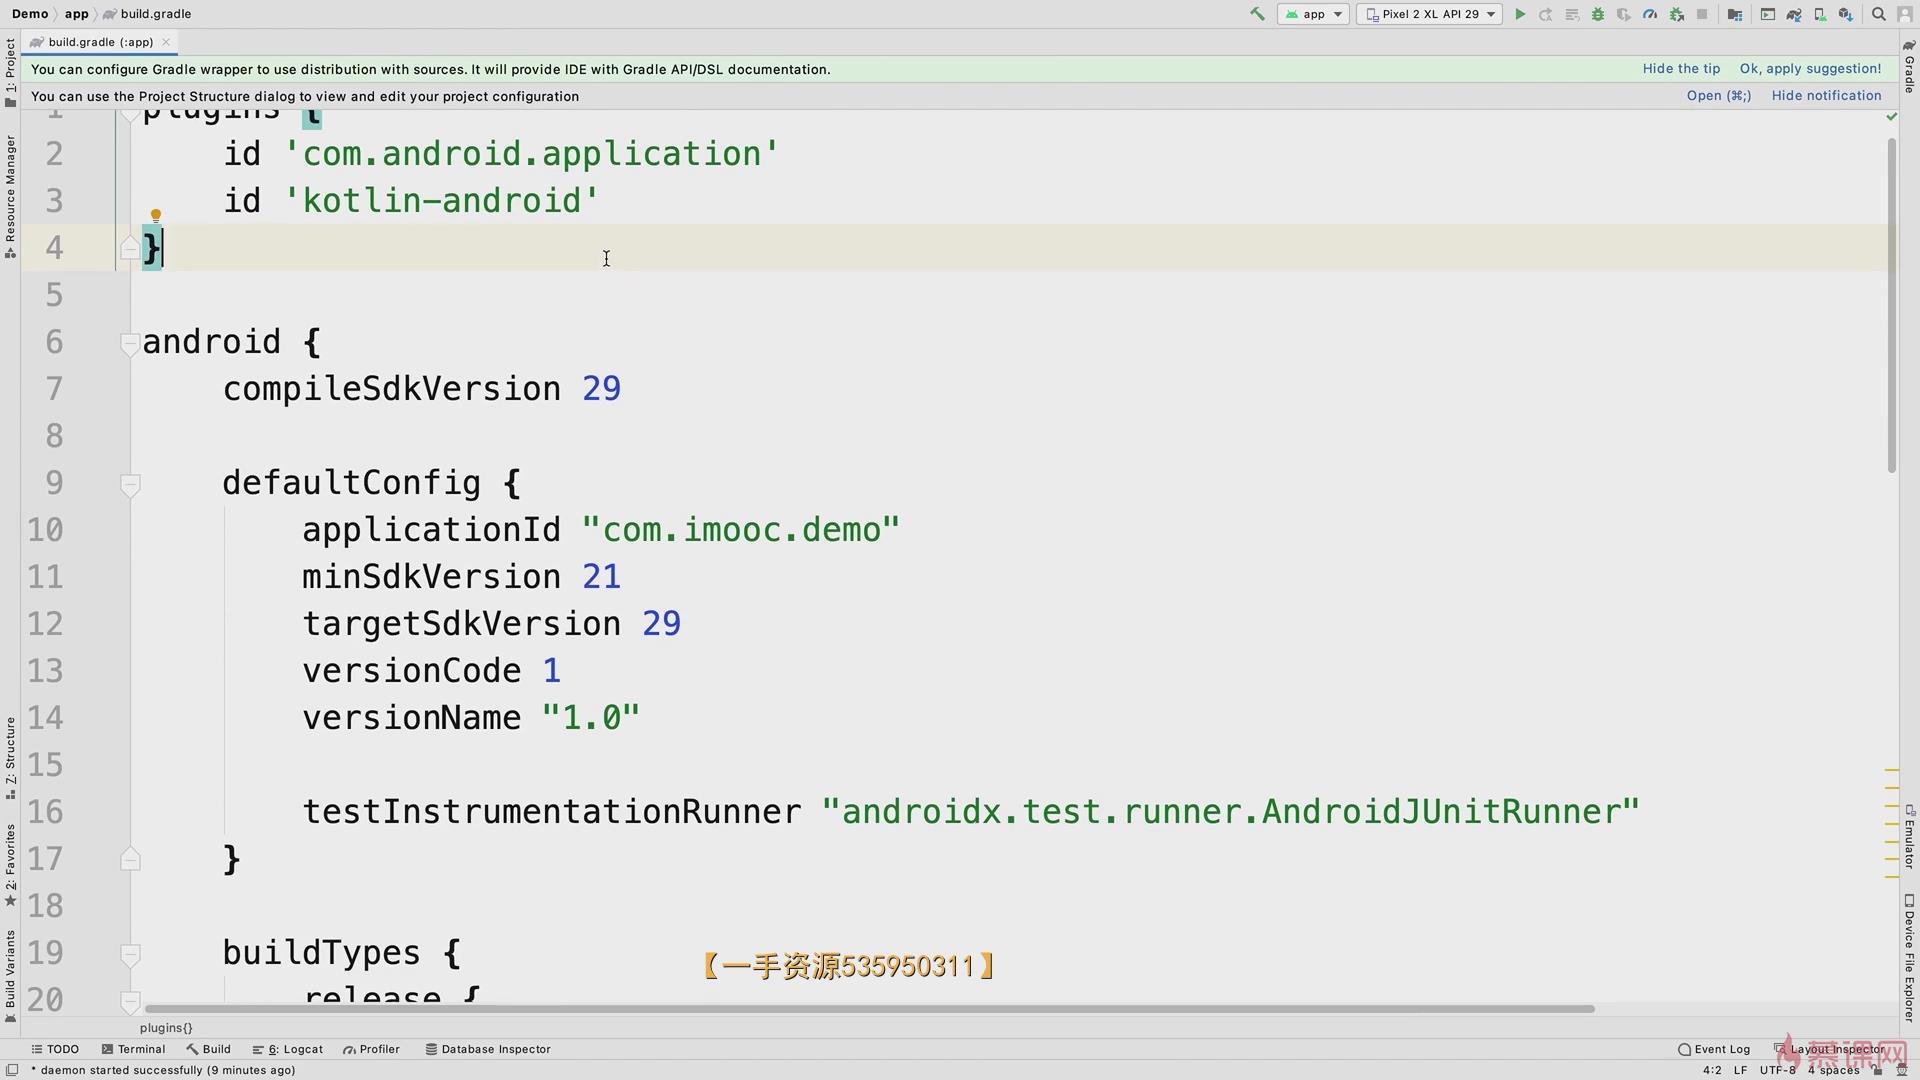 Demo app build.gradle
app Pixel 2 XL API 29
build.gradle (:app)
You can configure Gradle wrapper to use distribution with sources. It will provide IDE with Gradle API/DSL documentation. Hide the tip Ok, apply suggestion!
You can use the Project Structure dialog to view and edit your project configuration Open (⌘;) Hide notification
1 plugins {
2 id 'com.android.application'
3 id 'kotlin-android'
4 }
5
6 android {
7 compileSdkVersion 29
8
9 defaultConfig {
10 applicationId "com.imooc.demo"
11 minSdkVersion 21
12 targetSdkVersion 29
13 versionCode 1
14 versionName "1.0"
15
16 testInstrumentationRunner "androidx.test.runner.AndroidJUnitRunner"
17 }
18
19 buildTypes {
20 release {
【一手资源535950311】
plugins{}
1: Project
Resource Manager
Z: Structure
2: Favorites
Build Variants
Gradle
Emulator
Device File Explorer
TODO Terminal Build 6: Logcat Profiler Database Inspector Event Log Layout Inspector
* daemon started successfully (9 minutes ago) 4:2 LF UTF-8 4 spaces
慕课网